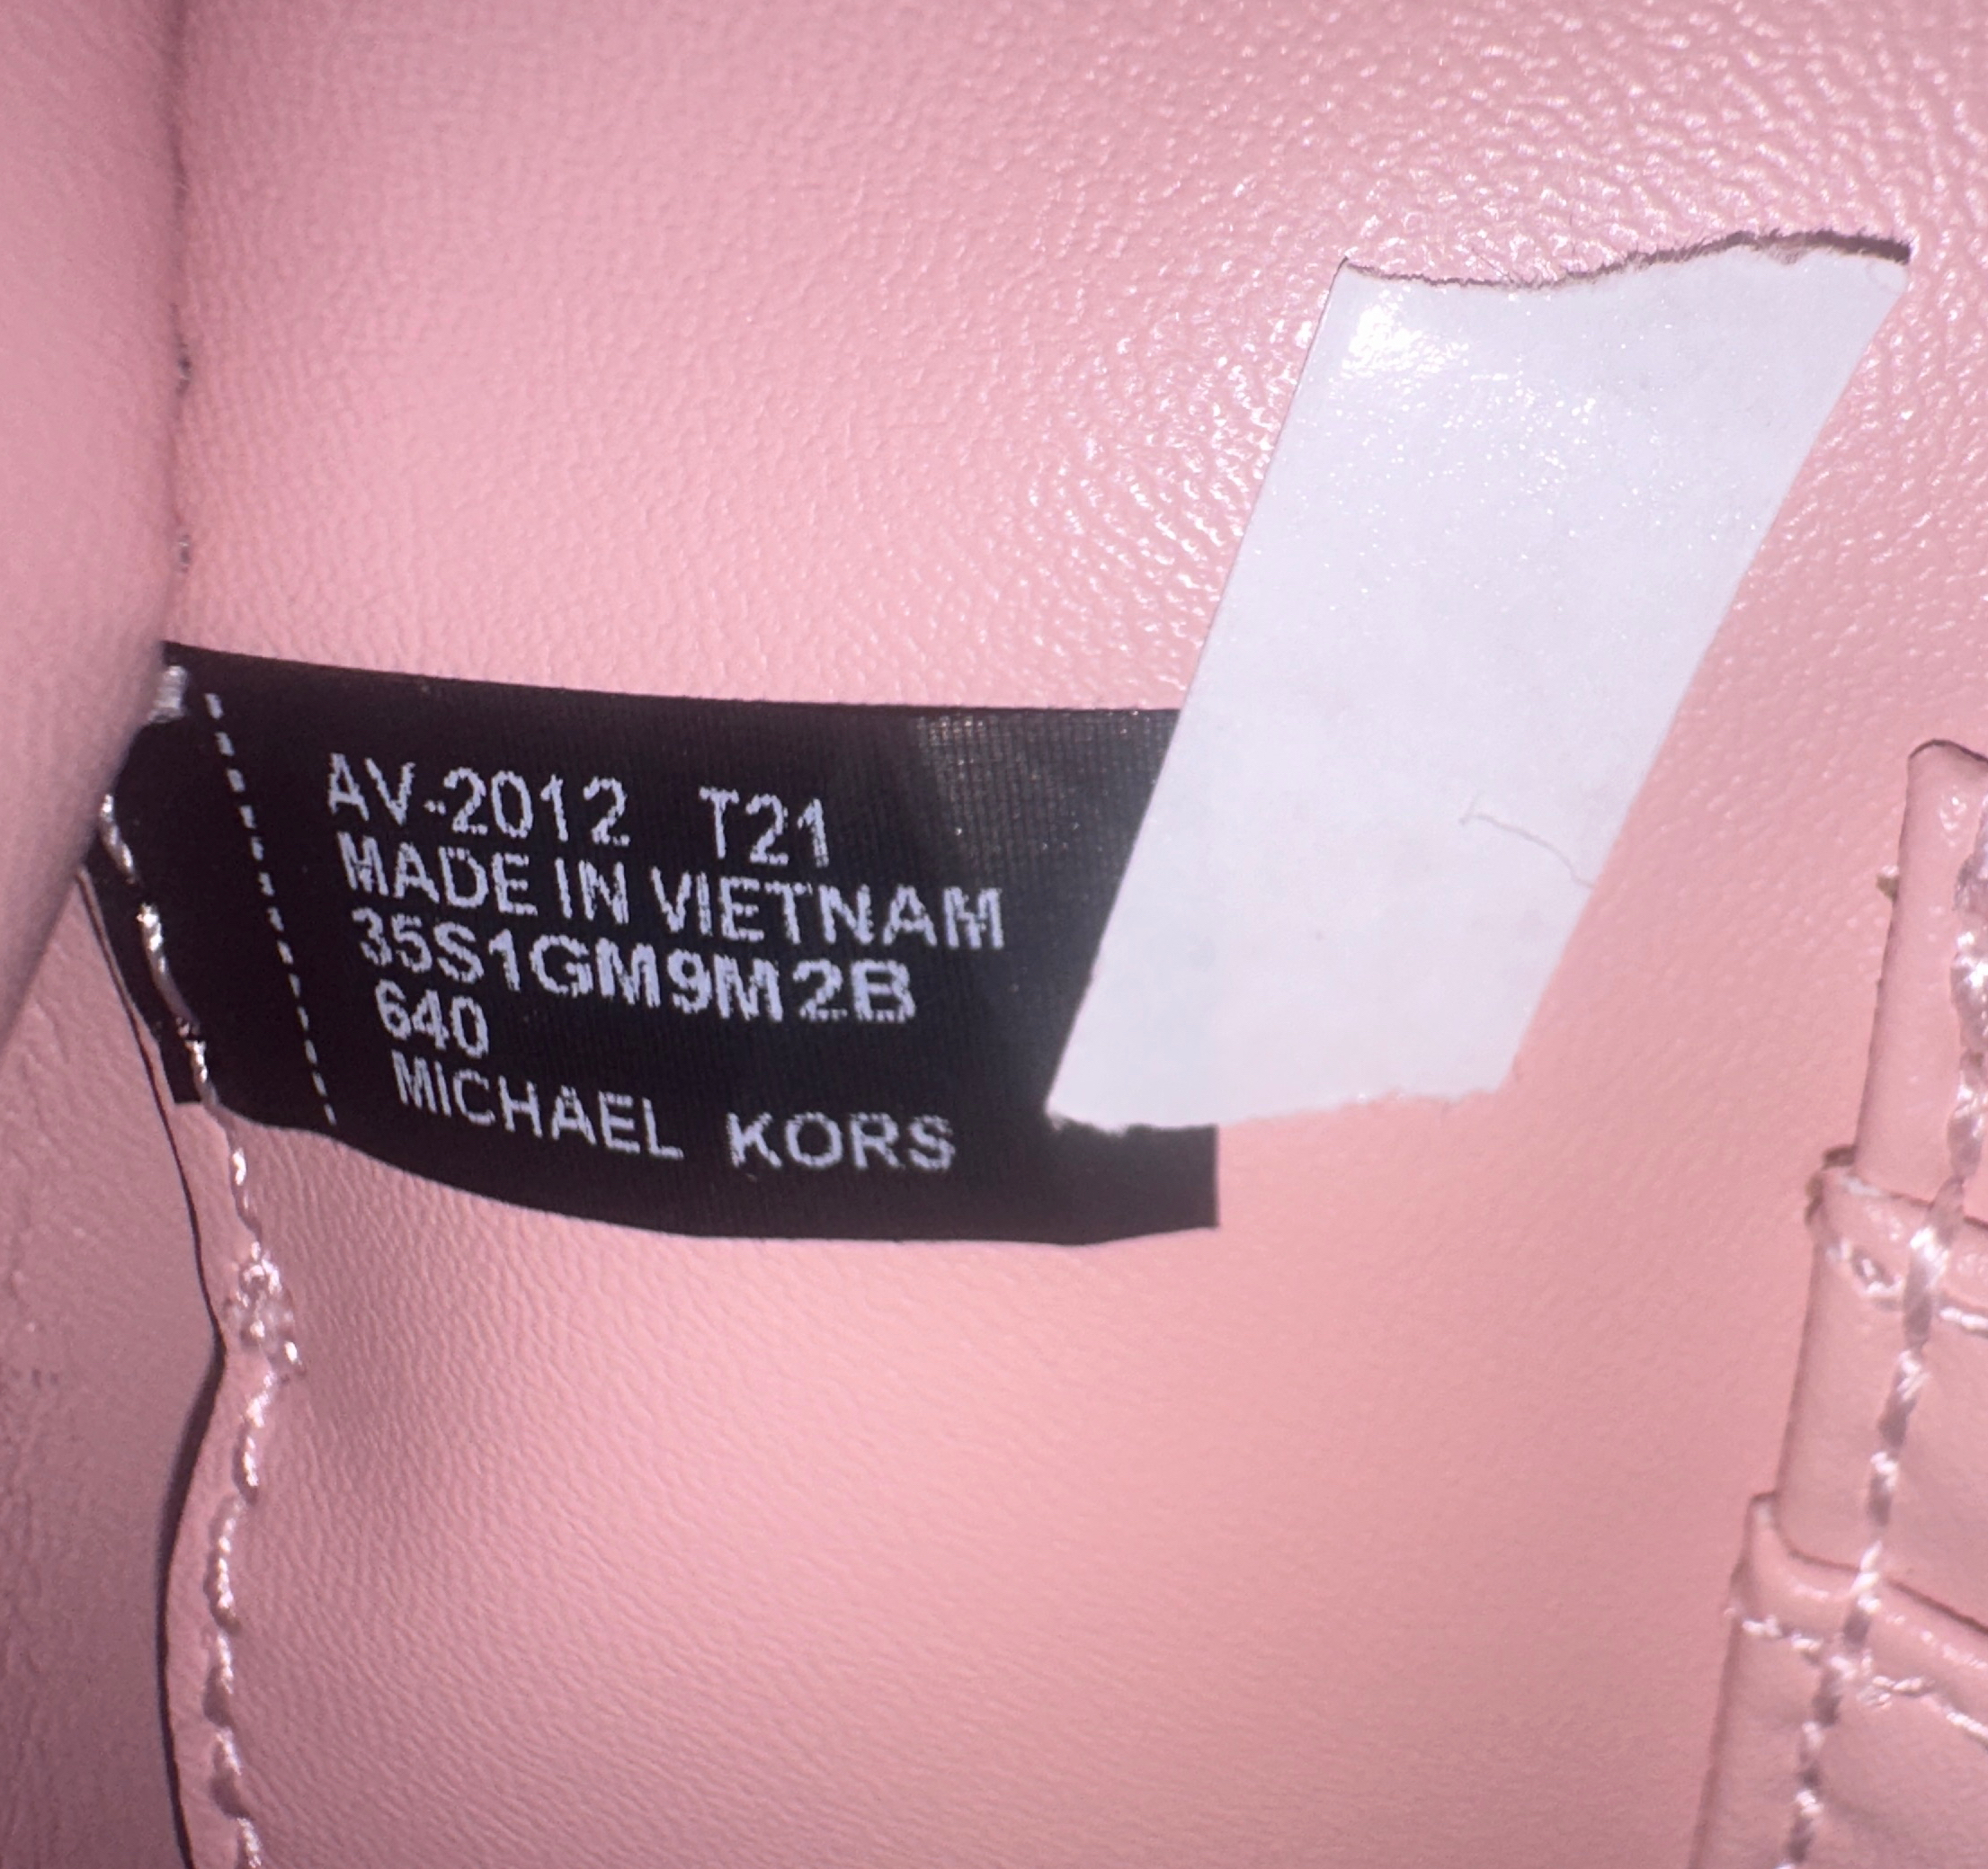 AV-2012 T21
MADE IN VIETNAM
35S1GM9M2B
640
MICHAEL KORS